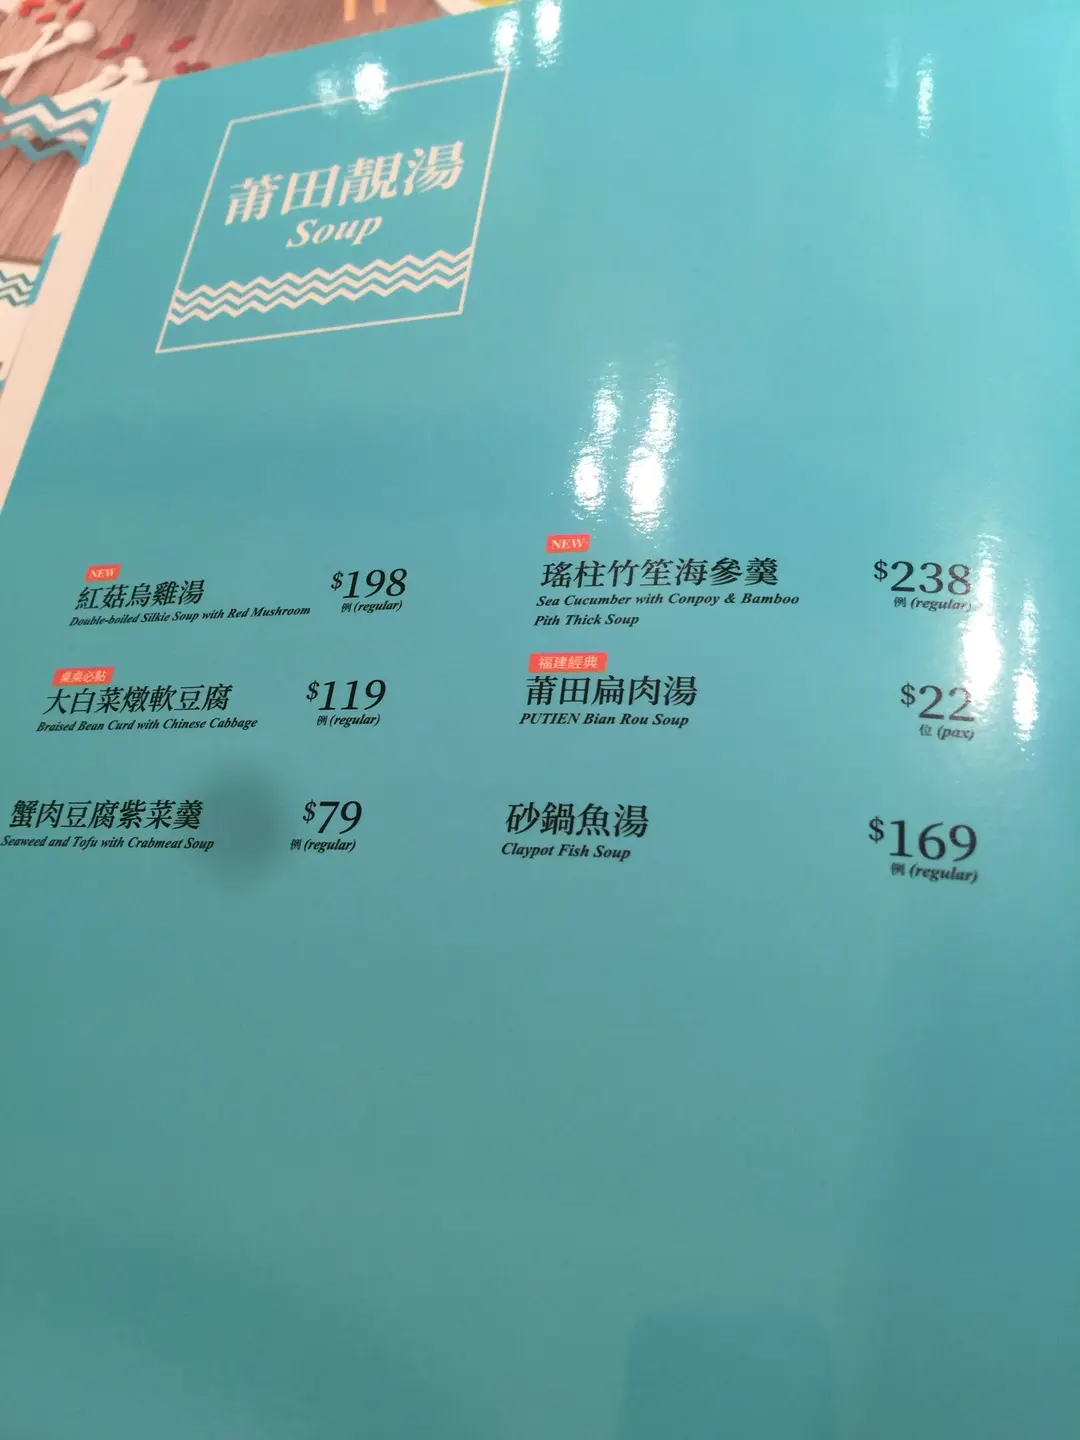 莆田靚湯
Soup
NEW
紅菇烏雞湯
Double-boiled Silkie Soup with Red Mushroom
$198
例 (regular)
桌桌必點
大白菜燉軟豆腐
Braised Bean Curd with Chinese Cabbage
$119
例 (regular)
蟹肉豆腐紫菜羹
Seaweed and Tofu with Crabmeat Soup
$79
例 (regular)
NEW
瑤柱竹笙海參羹
Sea Cucumber with Conpoy & Bamboo
Pith Thick Soup
$238
例 (regular)
福建經典
莆田扁肉湯
PUTIEN Bian Rou Soup
$22
位 (pax)
砂鍋魚湯
Claypot Fish Soup
$169
例 (regular)